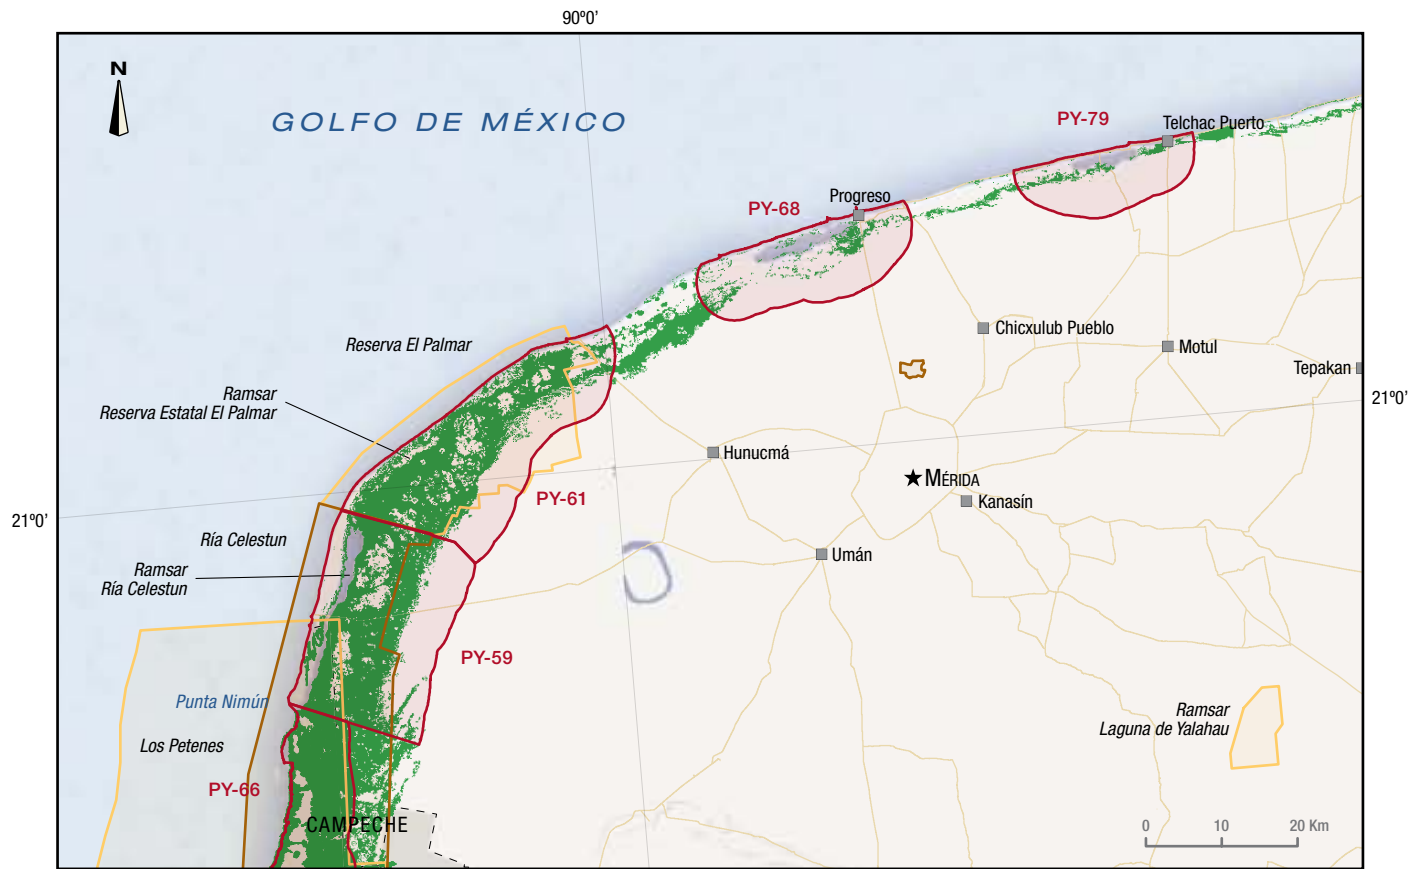 90º0'
N
GOLFO DE MÉXICO
PY-79
Telchac Puerto
Progreso
PY-68
Chicxulub Pueblo
Reserva El Palmar
Motul
Tepakan
Ramsar
Reserva Estatal El Palmar
21º0'
Hunucmá
MÉRIDA
PY-61
Kanasín
21º0'
Ría Celestun
Umán
Ramsar
Ría Celestun
PY-59
Punta Nimún
Ramsar
Laguna de Yalahau
Los Petenes
PY-66
CAMPECHE
0 10 20 Km